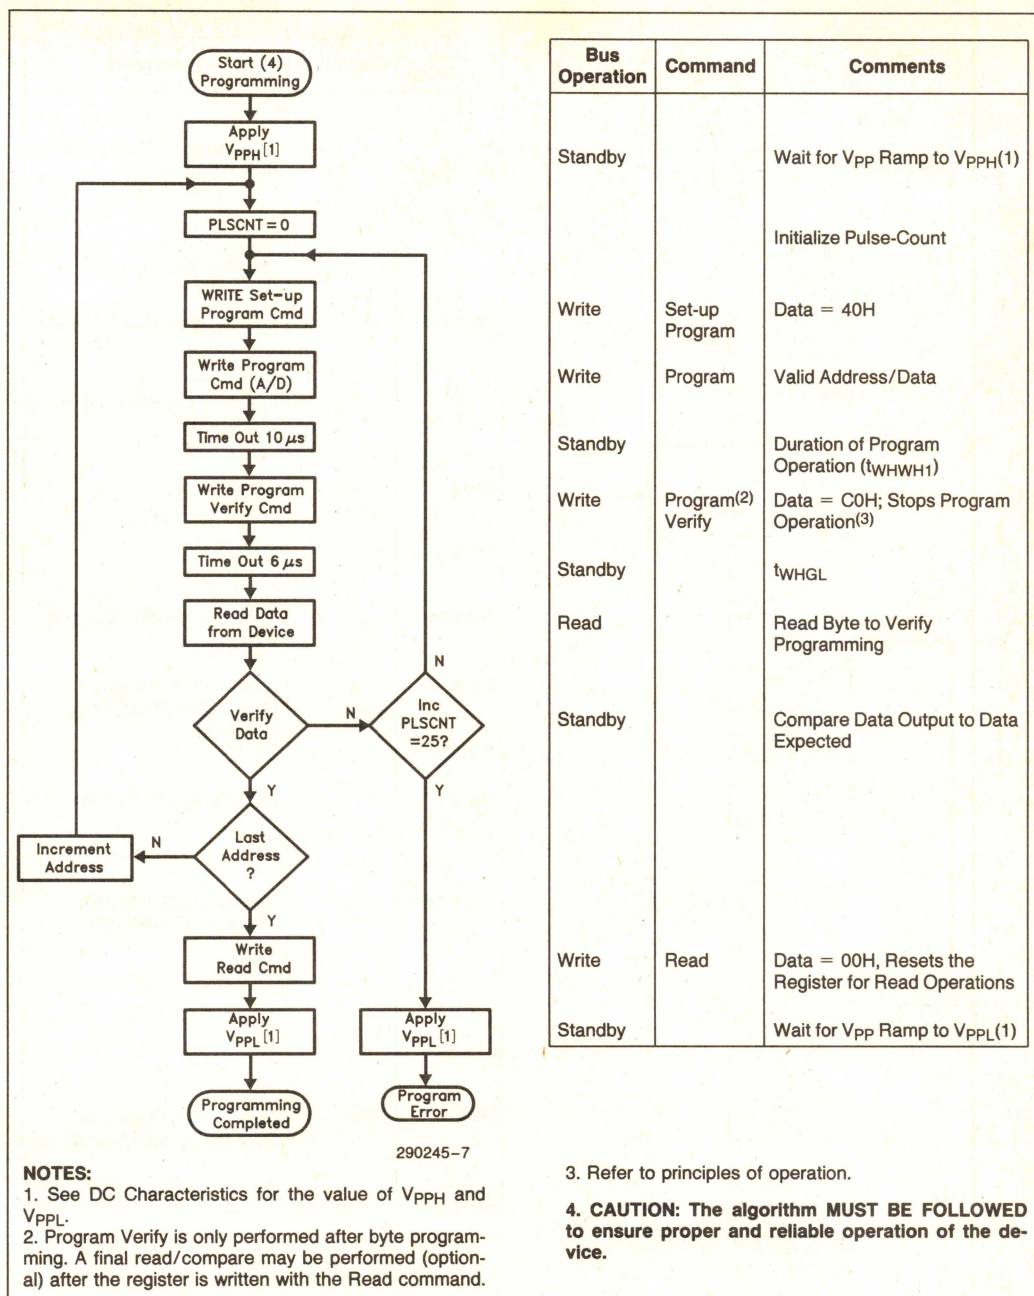 Start (4)
Programming
Apply
VPPH[1]
PLSCNT = 0
WRITE Set-up
Program Cmd
Write Program
Cmd (A/D)
Time Out 10 μs
Write Program
Verify Cmd
Time Out 6 μs
Read Data
from Device
Verify
Data
N
Y
Inc
PLSCNT
=25?
N
Y
Last
Address
?
N
Y
Increment
Address
Write
Read Cmd
Apply
VPPL[1]
Apply
VPPL[1]
Programming
Completed
Program
Error
290245-7
Bus
Operation
Command
Comments
Standby
Wait for VPP Ramp to VPPH(1)
Initialize Pulse-Count
Write
Set-up
Program
Data = 40H
Write
Program
Valid Address/Data
Standby
Duration of Program
Operation (tWHWH1)
Write
Program(2)
Verify
Data = C0H; Stops Program
Operation(3)
Standby
tWHGL
Read
Read Byte to Verify
Programming
Standby
Compare Data Output to Data
Expected
Write
Read
Data = 00H, Resets the
Register for Read Operations
Standby
Wait for VPP Ramp to VPPL(1)
NOTES:
1. See DC Characteristics for the value of VPPH and
VPPL.
2. Program Verify is only performed after byte program-
ming. A final read/compare may be performed (option-
al) after the register is written with the Read command.
3. Refer to principles of operation.
4. CAUTION: The algorithm MUST BE FOLLOWED
to ensure proper and reliable operation of the de-
vice.